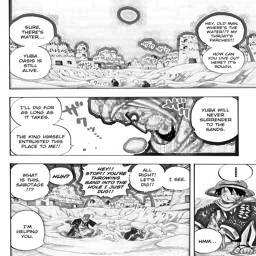 HEY, OLD MAN,
WHERE'S THE
WATER!? MY
THROAT'S
PARCHED!!
HOW CAN
YOU LIVE OUT
HERE? IT'S
ROUGH.
SURE,
THERE'S
WATER...
YUBA
OASIS IS
STILL
ALIVE.
YUBA WILL
NEVER
SURRENDER
TO THE
SANDS.
I'LL DIG FOR
AS LONG AS
IT TAKES.
THE KING HIMSELF
ENTRUSTED THIS
PLACE TO ME!!
I SEE.
ALL
RIGHT!
LET'S
DIG!!
HEY!!
STOP!! YOU'RE
THROWING
SAND INTO THE
HOLE I JUST
DUG!!
HUH?
WHAT
IS THIS,
SABOTAGE
!?
I'M
HELPING
YOU.
HMM...